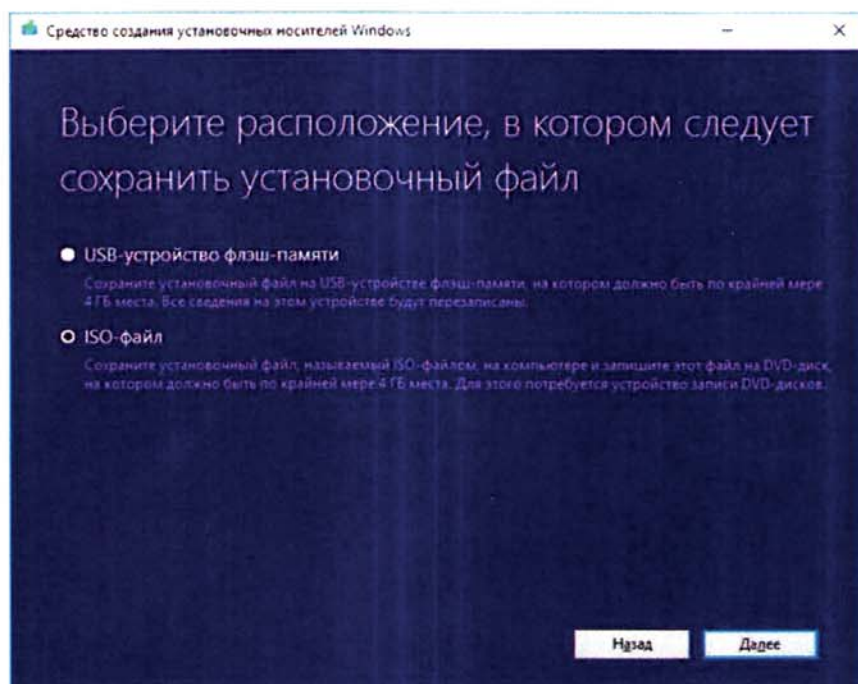 Средство создания установочных носителей Windows
Выберите расположение, в котором следует
сохранить установочный файл
USB-устройство флэш-памяти
Сохраните установочный файл на USB-устройстве флэш-памяти, на котором должно быть по крайней мере
4 ГБ места. Все сведения на этом устройстве будут перезаписаны.
ISO-файл
Сохраните установочный файл, называемый ISO-файлом, на компьютере и запишите этот файл на DVD-диск,
на котором должно быть по крайней мере 4 ГБ места. Для этого потребуется устройство записи DVD-дисков.
Назад
Далее